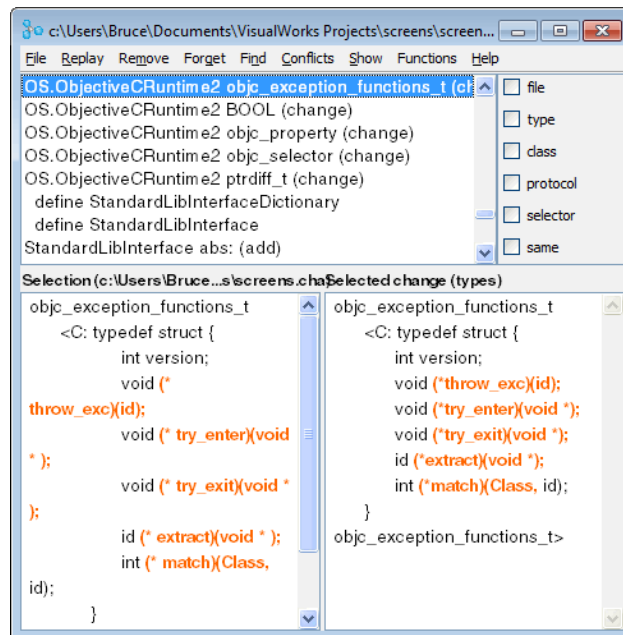 c:\Users\Bruce\Documents\VisualWorks Projects\screens\screen...
File Replay Remove Forget Find Conflicts Show Functions Help
OS.ObjectiveCRuntime2 objc_exception_functions_t (ch
OS.ObjectiveCRuntime2 BOOL (change)
OS.ObjectiveCRuntime2 objc_property (change)
OS.ObjectiveCRuntime2 objc_selector (change)
OS.ObjectiveCRuntime2 ptrdiff_t (change)
define StandardLibInterfaceDictionary
define StandardLibInterface
StandardLibInterface abs: (add)
file
type
class
protocol
selector
same
Selection (c:\Users\Bruce...s\screens.cha
objc_exception_functions_t
<C: typedef struct {
int version;
void (*
throw_exc)(id);
void (* try_enter)(void
* );
void (* try_exit)(void *
);
id (* extract)(void * );
int (* match)(Class,
id);
}
Selected change (types)
objc_exception_functions_t
<C: typedef struct {
int version;
void (*throw_exc)(id);
void (*try_enter)(void *);
void (*try_exit)(void *);
id (*extract)(void *);
int (*match)(Class, id);
}
objc_exception_functions_t>